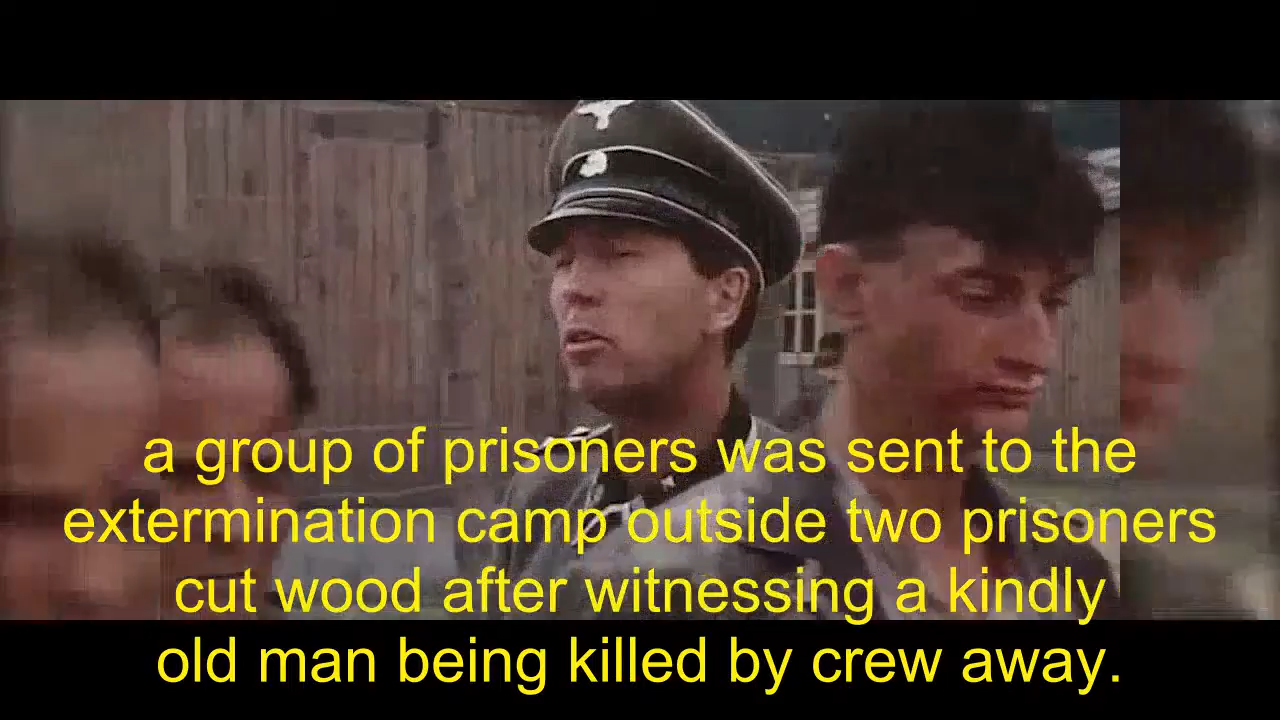 a group of prisoners was sent to the
extermination camp outside two prisoners
cut wood after witnessing a kindly
old man being killed by crew away.